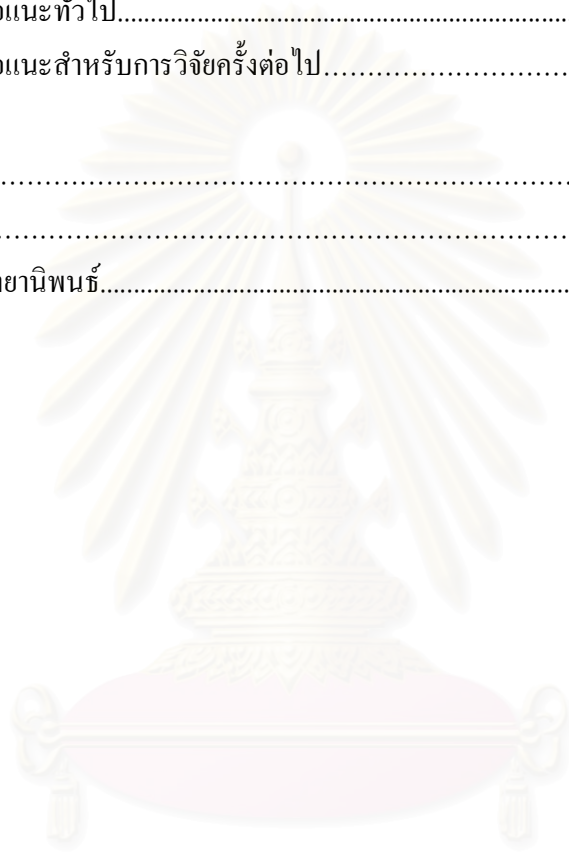 อแนะทั่วไป..........................................................................
อแนะสำหรับการวิจัยครั้งต่อไป..............................
..............................................................................
..............................................................................
ยานิพนธ์..........................................................................